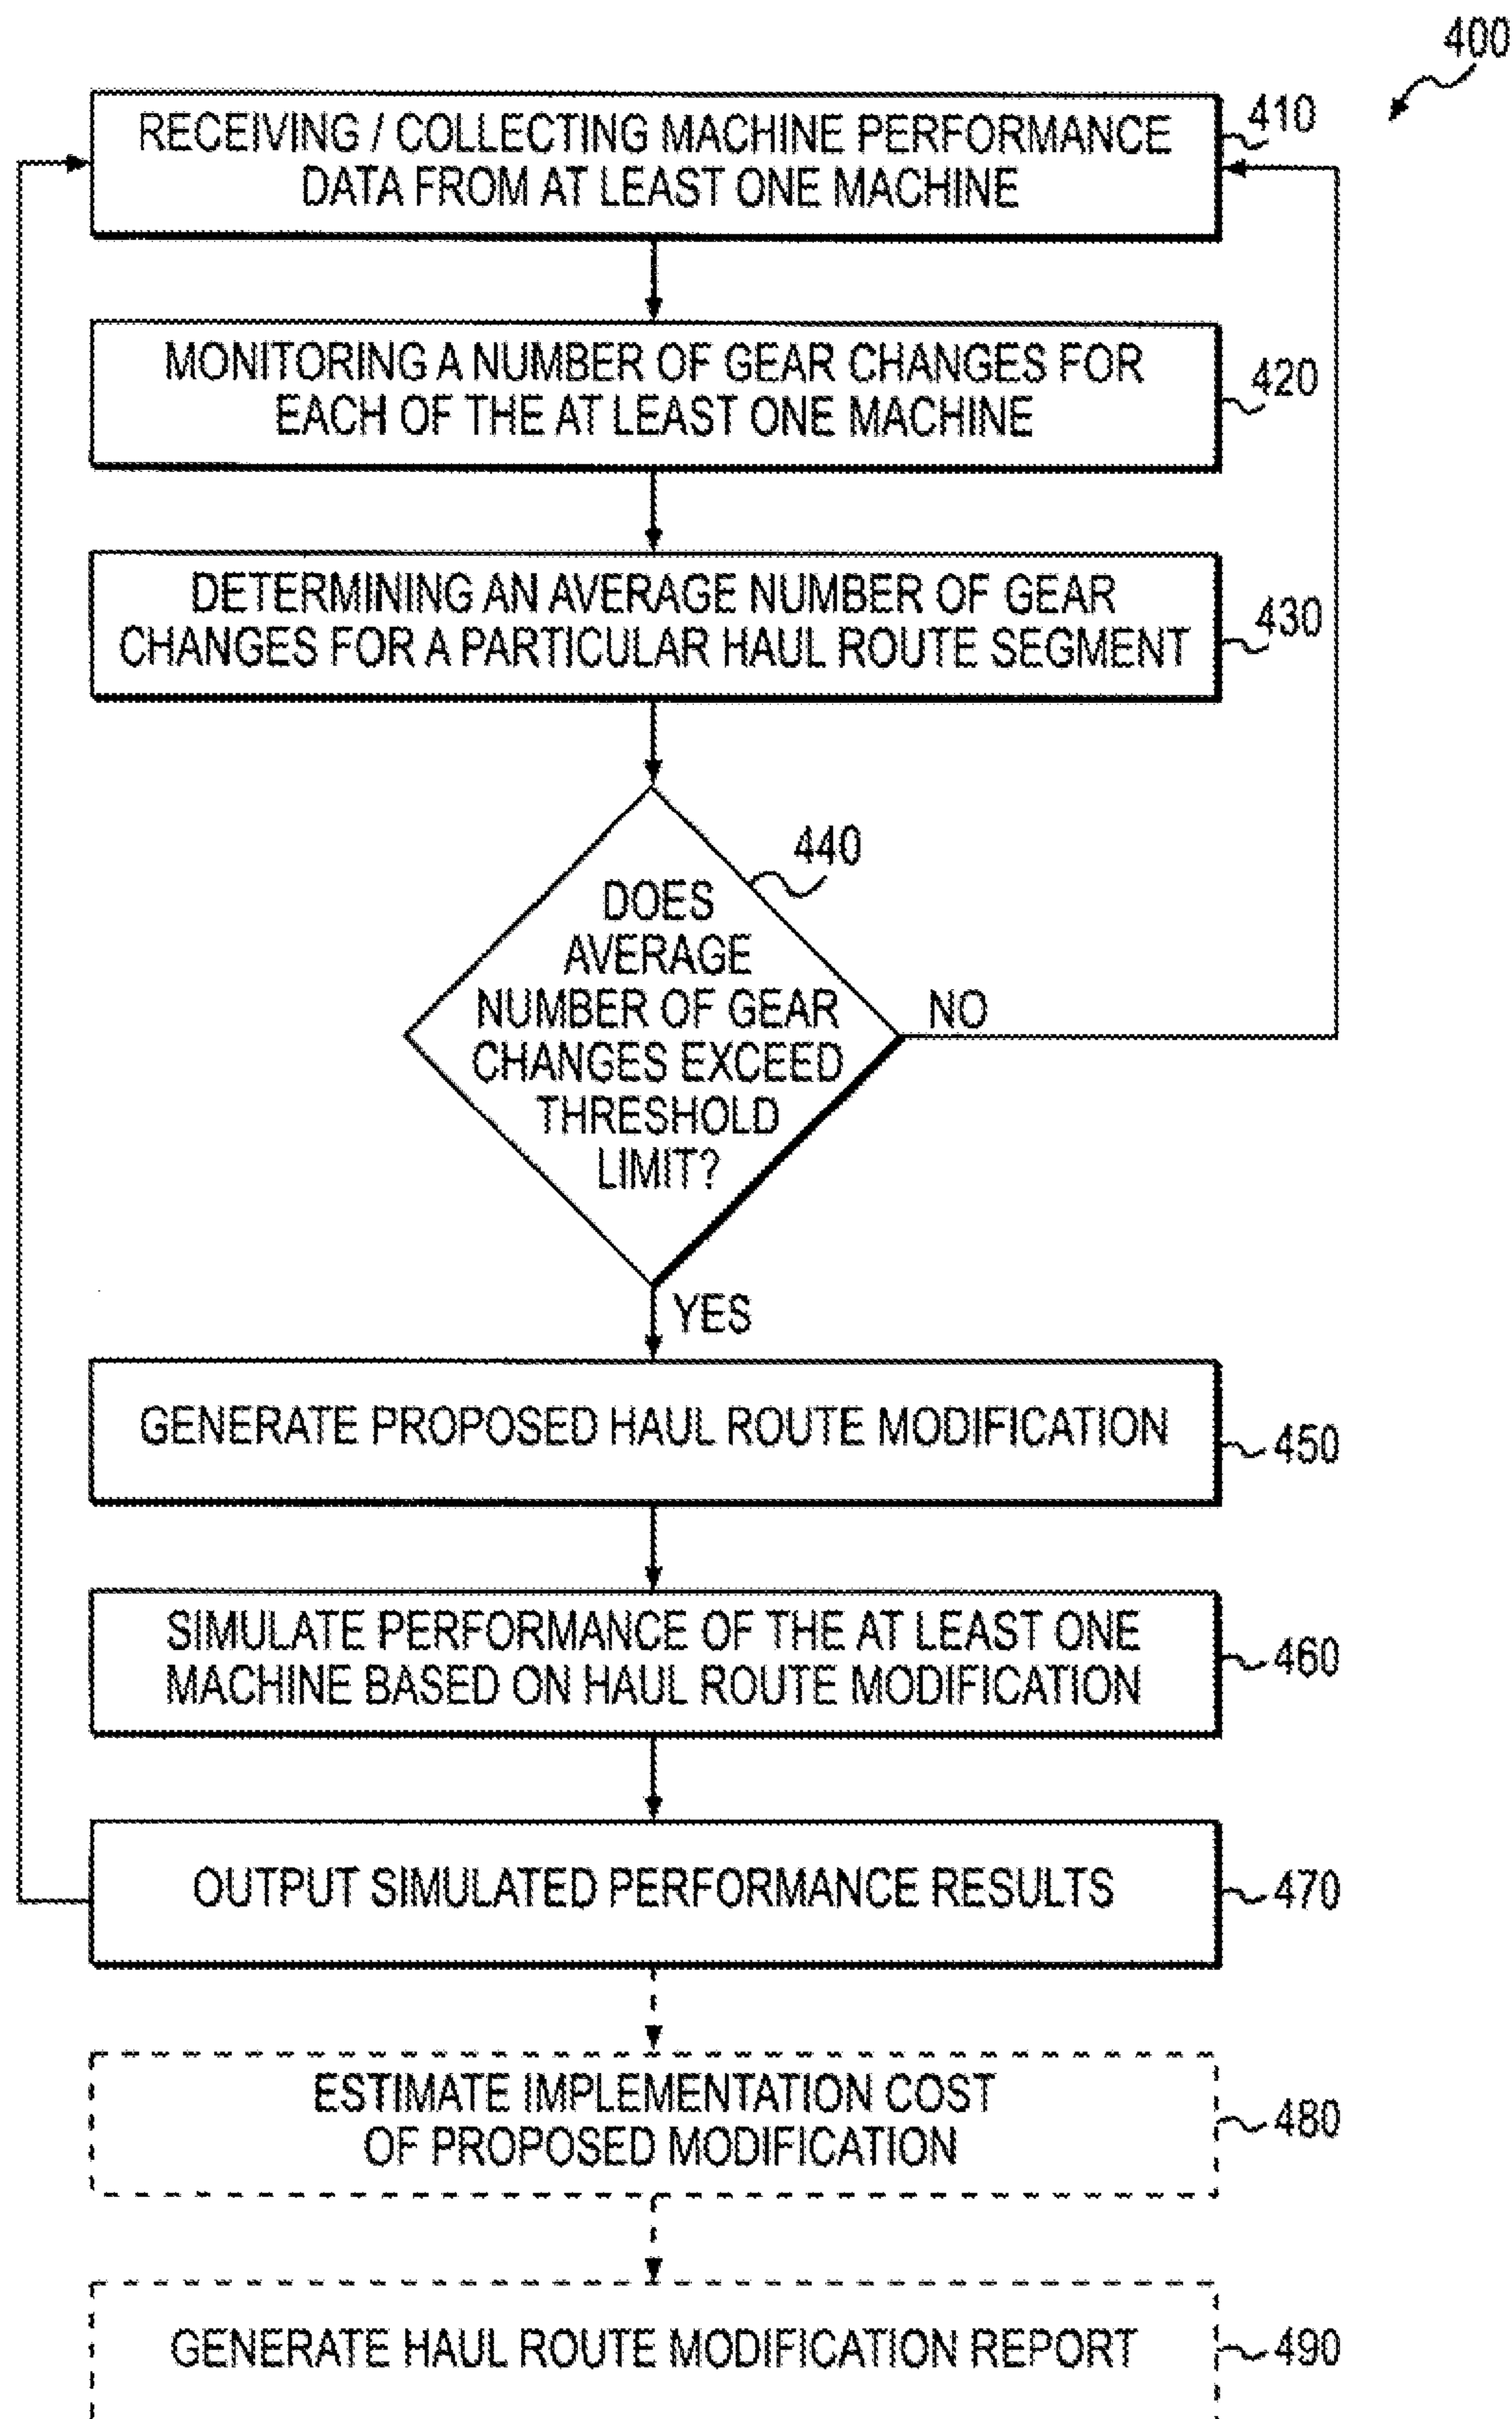 400
RECEIVING / COLLECTING MACHINE PERFORMANCE
DATA FROM AT LEAST ONE MACHINE
410
MONITORING A NUMBER OF GEAR CHANGES FOR
EACH OF THE AT LEAST ONE MACHINE
420
DETERMINING AN AVERAGE NUMBER OF GEAR
CHANGES FOR A PARTICULAR HAUL ROUTE SEGMENT
430
440
DOES
AVERAGE
NUMBER OF GEAR
CHANGES EXCEED
THRESHOLD
LIMIT?
NO
YES
GENERATE PROPOSED HAUL ROUTE MODIFICATION
450
SIMULATE PERFORMANCE OF THE AT LEAST ONE
MACHINE BASED ON HAUL ROUTE MODIFICATION
460
OUTPUT SIMULATED PERFORMANCE RESULTS
470
ESTIMATE IMPLEMENTATION COST
OF PROPOSED MODIFICATION
480
GENERATE HAUL ROUTE MODIFICATION REPORT
490